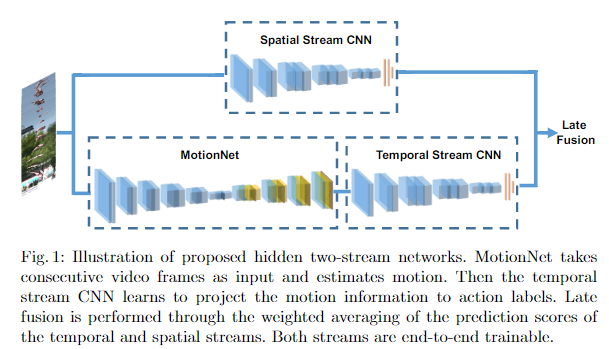 Spatial Stream CNN
Late
Fusion
MotionNet
Temporal Stream CNN
Fig. 1: Illustration of proposed hidden two-stream networks. MotionNet takes
consecutive video frames as input and estimates motion. Then the temporal
stream CNN learns to project the motion information to action labels. Late
fusion is performed through the weighted averaging of the prediction scores of
the temporal and spatial streams. Both streams are end-to-end trainable.